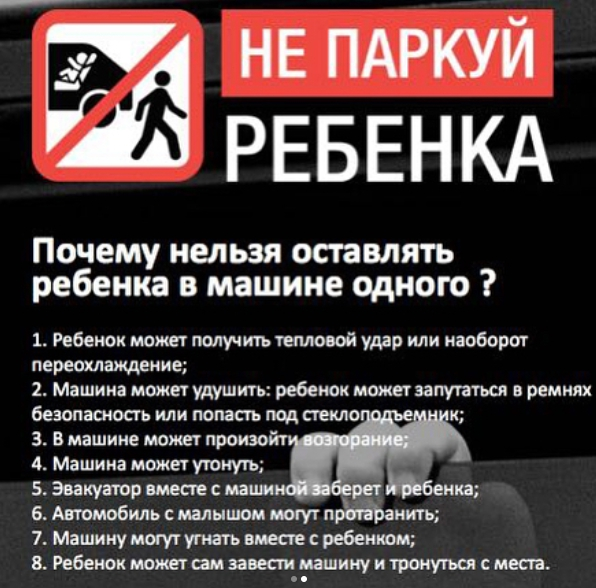 НЕ ПАРКУЙ
РЕБЕНКА
Почему нельзя оставлять
ребенка в машине одного ?
1. Ребенок может получить тепловой удар или наоборот
переохлаждение;
2. Машина может удушить: ребенок может запутаться в ремнях
безопасность или попасть под стеклоподъемник;
3. В машине может произойти возгорание;
4. Машина может утонуть;
5. Эвакуатор вместе с машиной заберет и ребенка;
6. Автомобиль с малышом могут протаранить;
7. Машину могут угнать вместе с ребенком;
8. Ребенок может сам завести машину и тронуться с места.